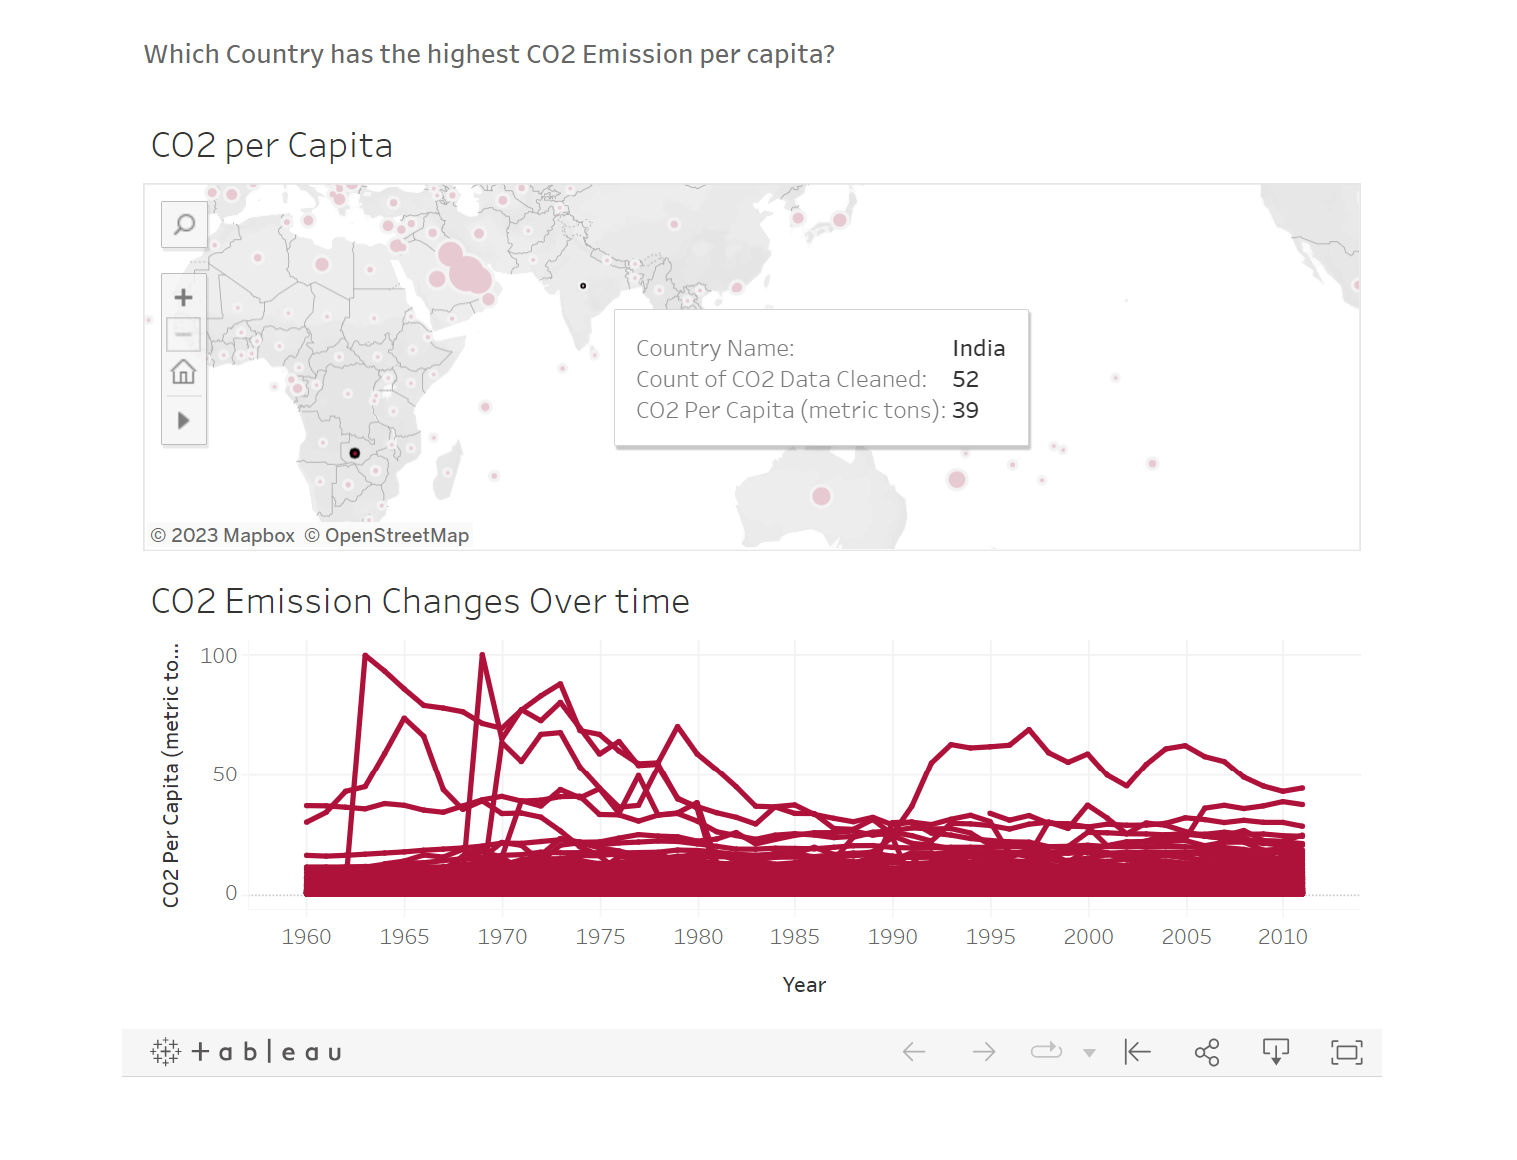 Which Country has the highest CO2 Emission per capita?
CO2 per Capita
Country Name: India
Count of CO2 Data Cleaned: 52
CO2 Per Capita (metric tons): 39
© 2023 Mapbox © OpenStreetMap
CO2 Emission Changes Over time
CO2 Per Capita (metric to...
100
50
0
1960 1965 1970 1975 1980 1985 1990 1995 2000 2005 2010
Year
+ableau